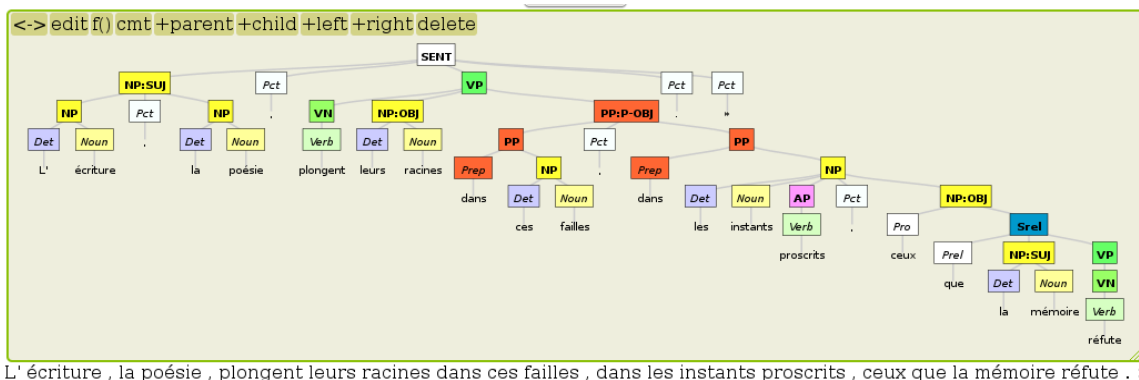 <-> edit f() cmt +parent +child +left +right delete
SENT
NP:SUJ Pct VP Pct Pct
NP Pct NP , VN NP:OBJ PP:P-OBJ . "
Det Noun , Det Noun Verb Det Noun PP Pct PP
L' écriture la poésie plongent leurs racines Prep NP , Prep NP
dans Det Noun dans Det Noun AP Pct NP:OBJ
ces failles les instants Verb , Pro Srel
proscrits ceux Prel NP:SUJ VP
que Det Noun VN
la mémoire Verb
réfute
L' écriture , la poésie , plongent leurs racines dans ces failles , dans les instants proscrits , ceux que la mémoire réfute .